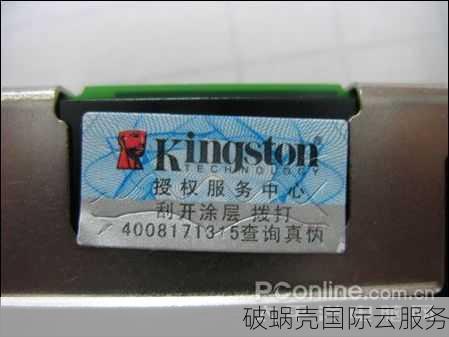 Kingston
TECHNOLOGY
授权服务中心
刮开涂层 拨打
4008171315查询真伪
PConline.com.cn
破蜗壳国际云服务